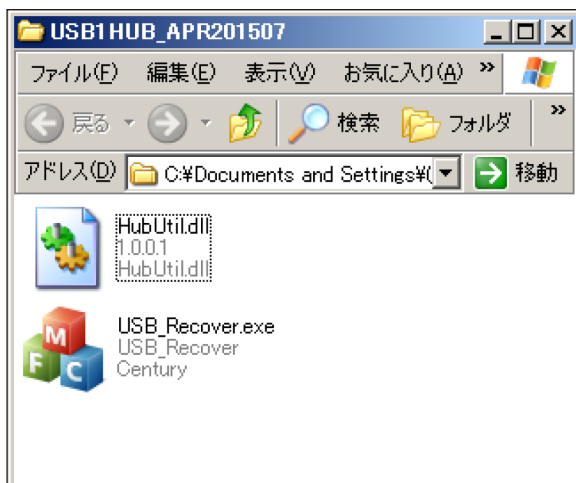 USB1HUB_APR201507
ファイル(F) 編集(E) 表示(V) お気に入り(A) »
戻る 検索 フォルダ »
アドレス(D) C:¥Documents and Settings¥( 移動
HubUtil.dll
1.0.0.1
HubUtil.dll
M
F C
USB_Recover.exe
USB_Recover
Century